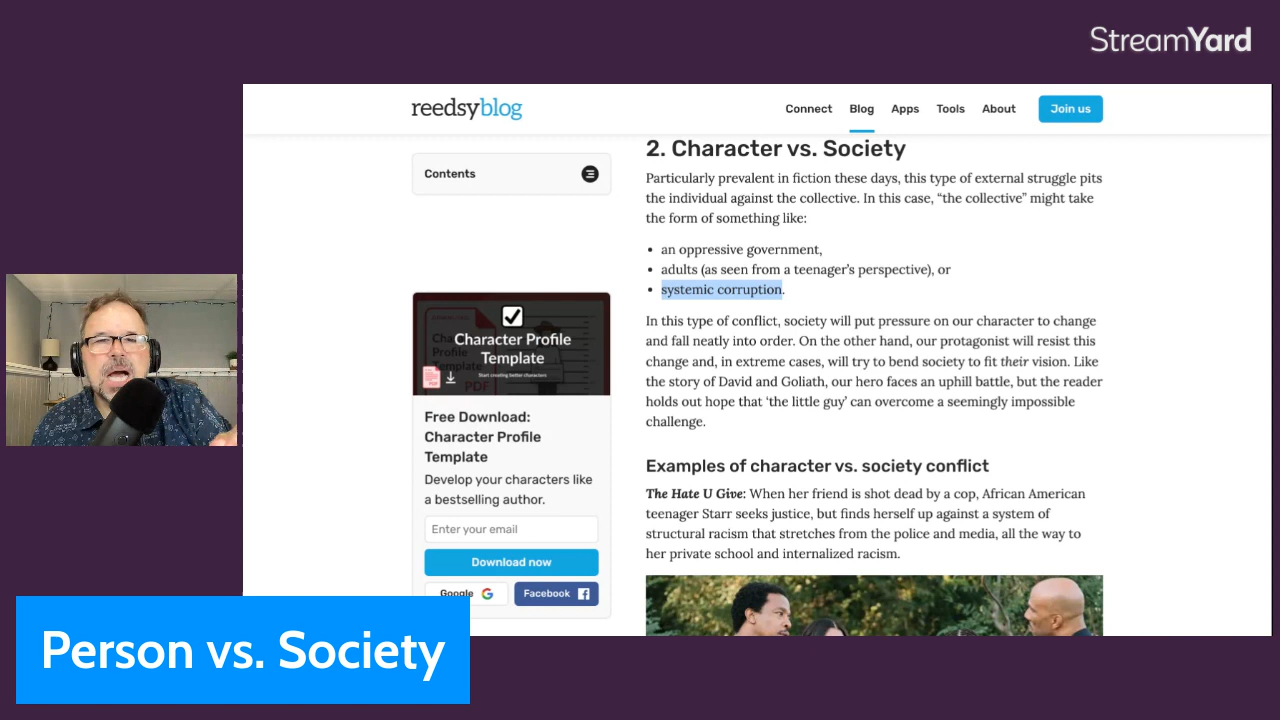 StreamYard
reedsyblog
Connect Blog Apps Tools About Join us
Contents
2. Character vs. Society
Particularly prevalent in fiction these days, this type of external struggle pits
the individual against the collective. In this case, “the collective” might take
the form of something like:
• an oppressive government,
• adults (as seen from a teenager’s perspective), or
• systemic corruption.
In this type of conflict, society will put pressure on our character to change
and fall neatly into order. On the other hand, our protagonist will resist this
change and, in extreme cases, will try to bend society to fit their vision. Like
the story of David and Goliath, our hero faces an uphill battle, but the reader
holds out hope that ‘the little guy’ can overcome a seemingly impossible
challenge.
Examples of character vs. society conflict
The Hate U Give: When her friend is shot dead by a cop, African American
teenager Starr seeks justice, but finds herself up against a system of
structural racism that stretches from the police and media, all the way to
her private school and internalized racism.
Character Profile
Template
Start creating better characters
PDF
Free Download:
Character Profile
Template
Develop your characters like
a bestselling author.
Enter your email
Download now
Google
Facebook
Person vs. Society